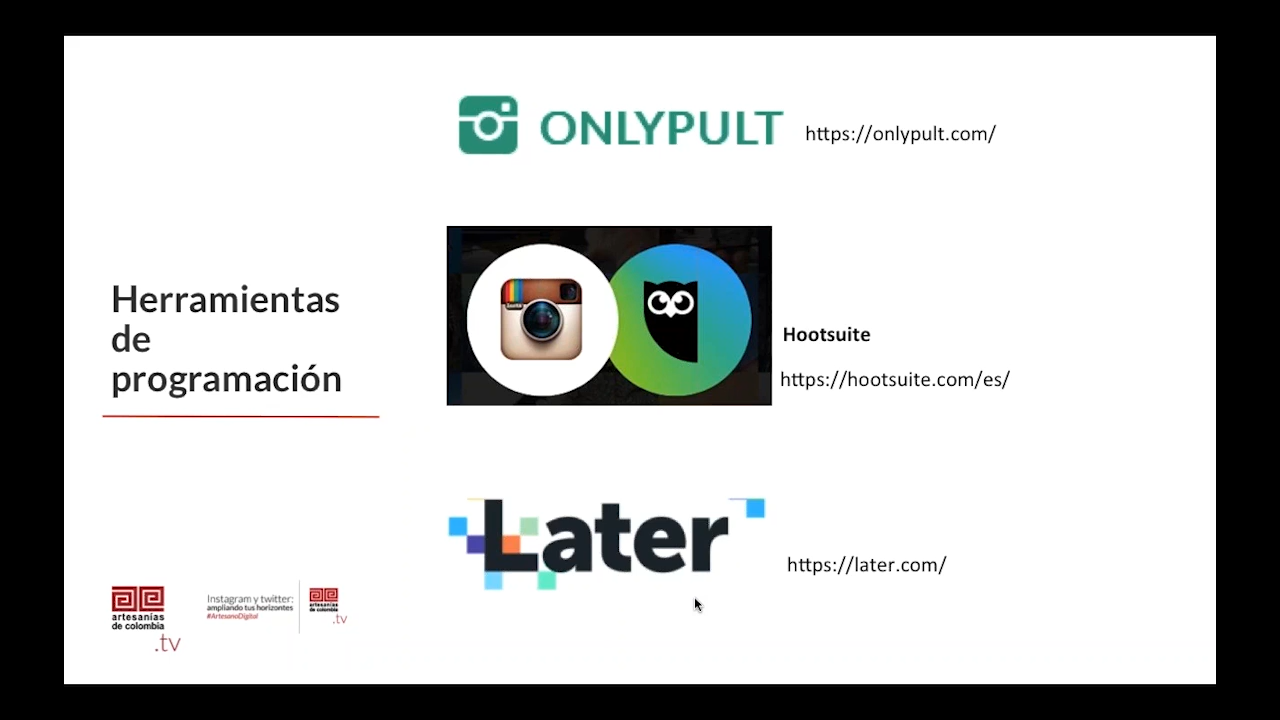 ONLYPULT
https://onlypult.com/
Herramientas
de
programación
Hootsuite
https://hootsuite.com/es/
Later
https://later.com/
artesanías
de colombia
.tv
Instagram y twitter:
ampliando tus horizontes
#ArtesanoDigital
artesanías
de colombia
.tv